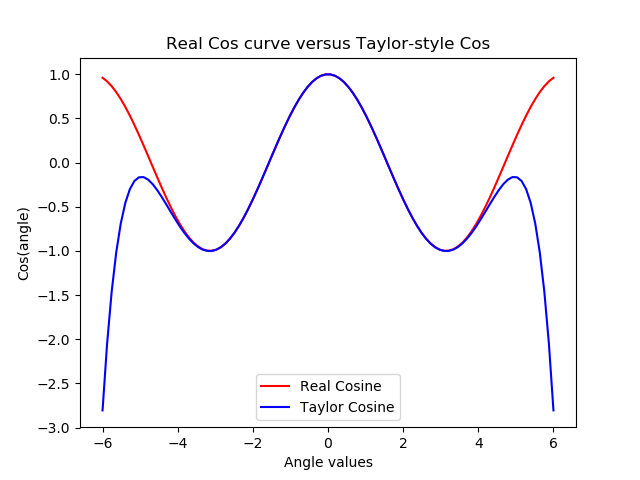 Real Cos curve versus Taylor-style Cos
1.0
0.5
0.0
−0.5
−1.0
−1.5
−2.0
−2.5
−3.0
Cos(angle)
Real Cosine
Taylor Cosine
−6 −4 −2 0 2 4 6
Angle values